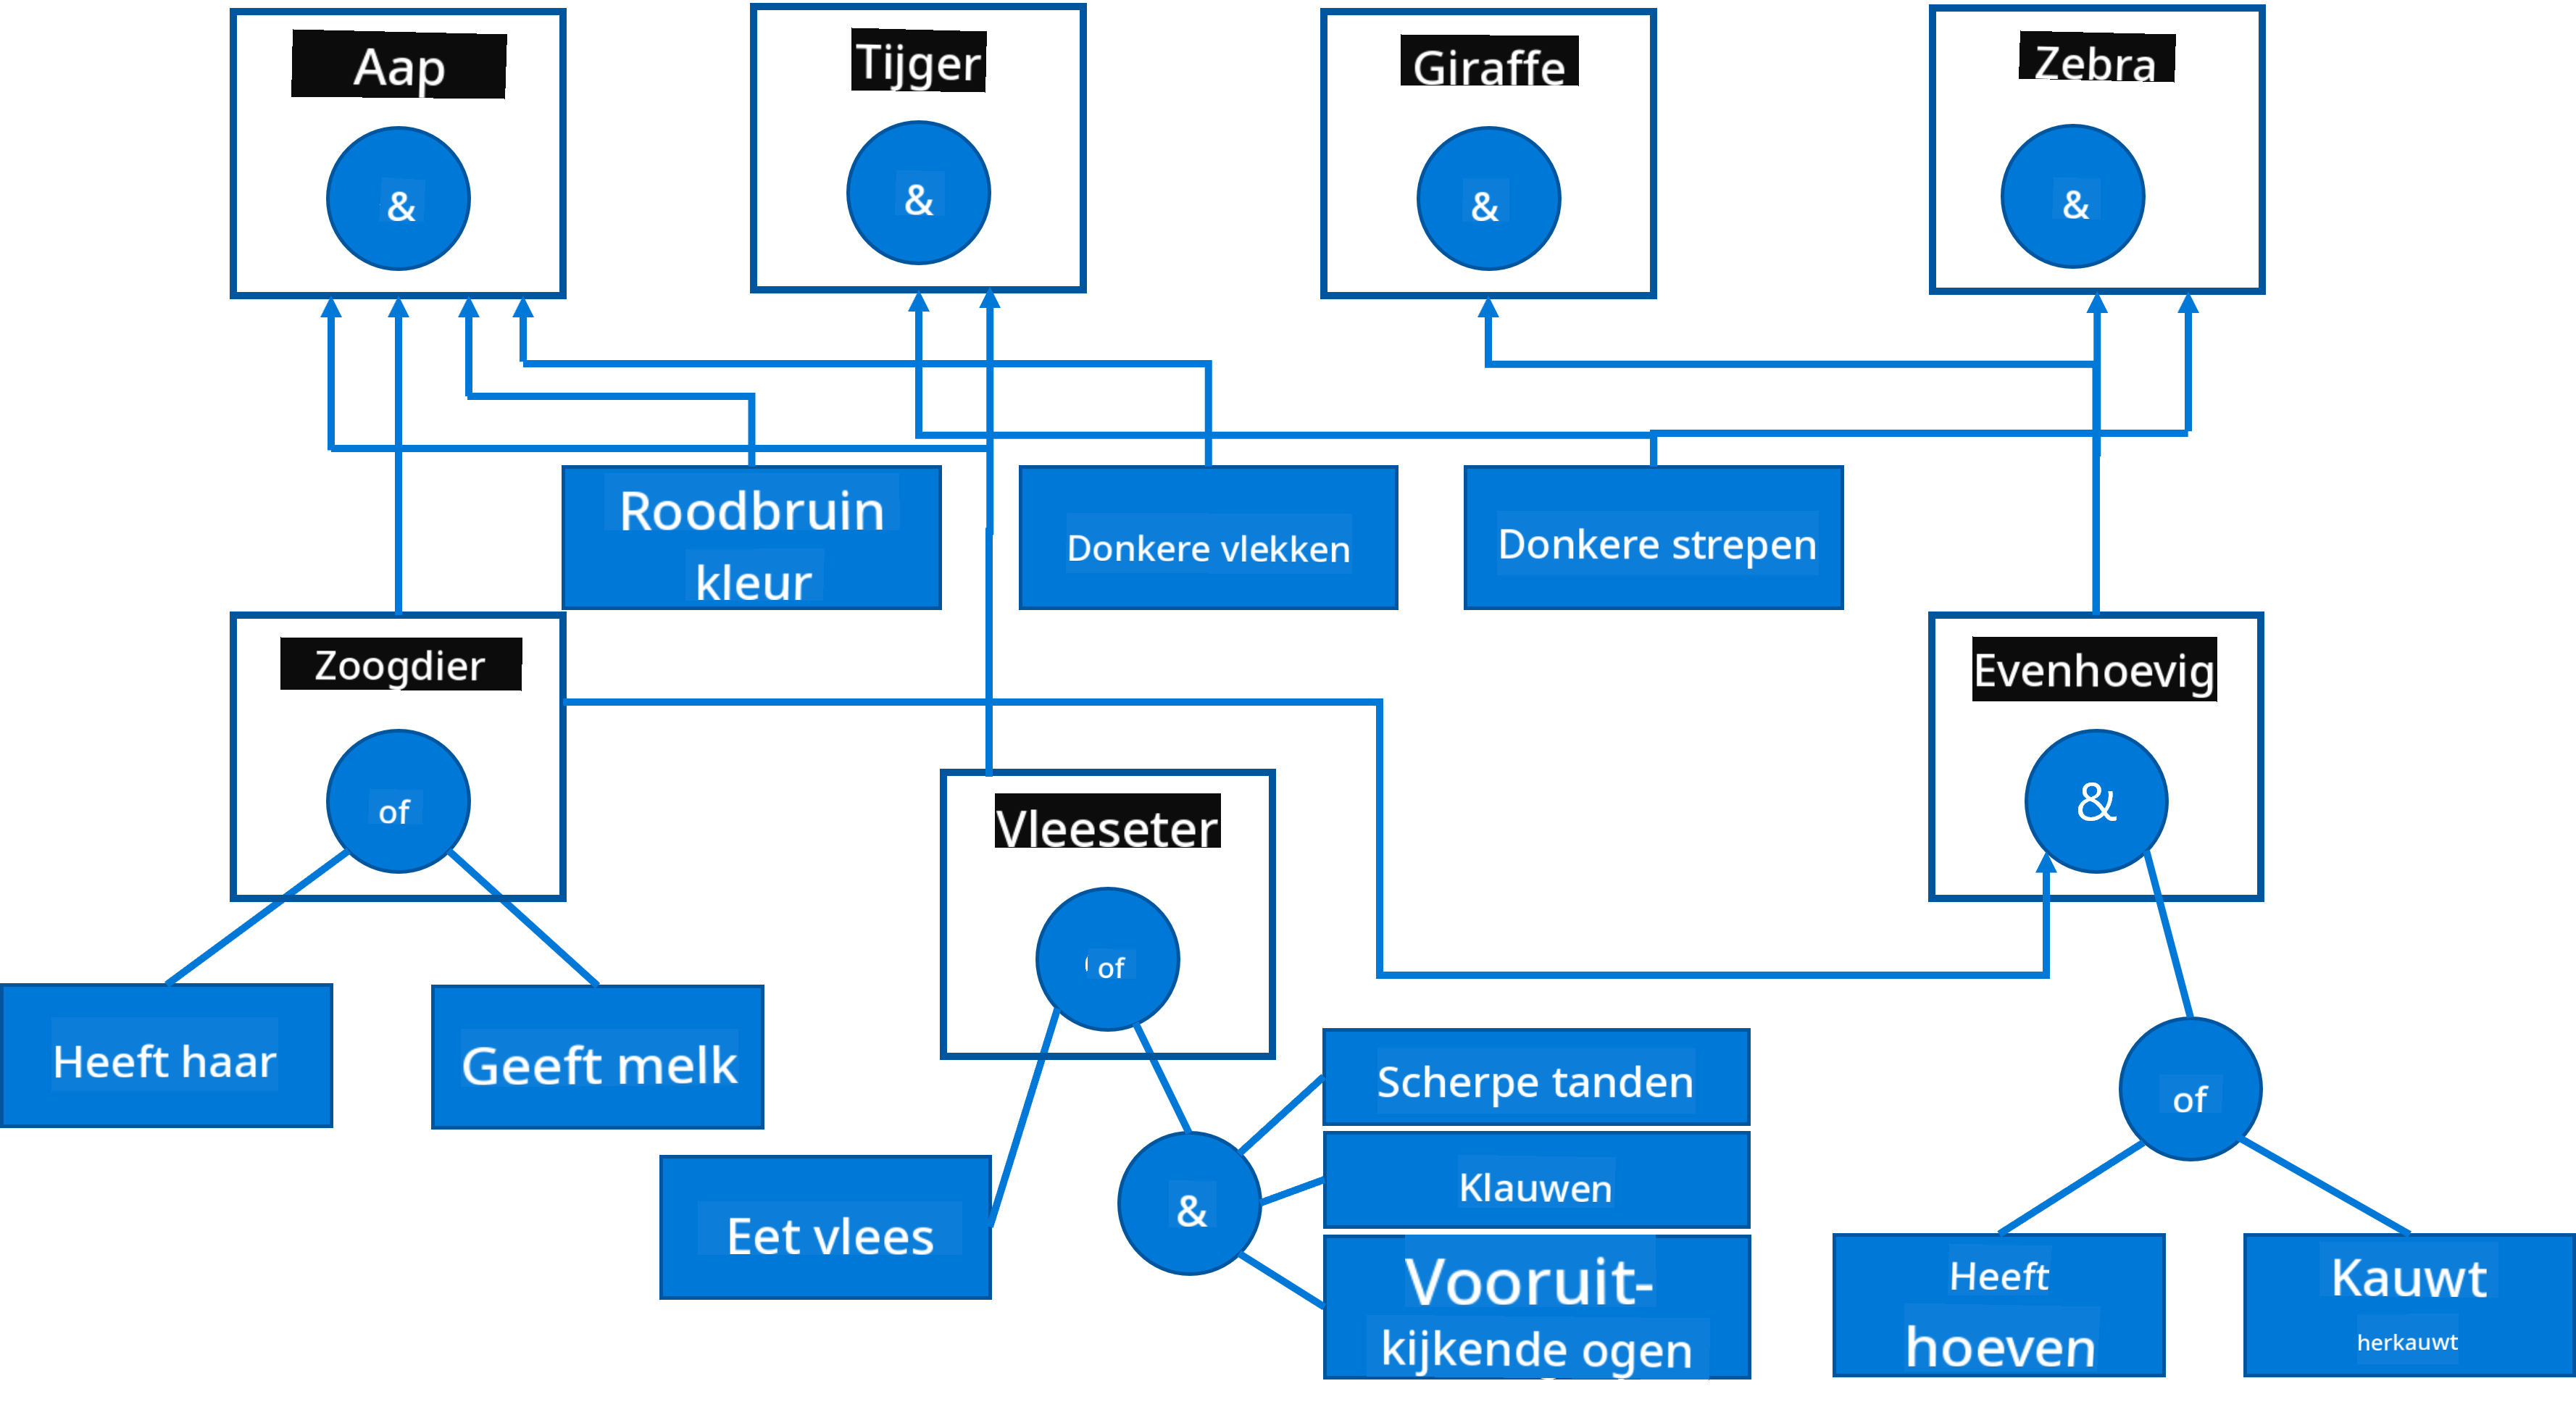 Aap
Tijger
Giraffe
Zebra
&
&
&
&
Roodbruin
kleur
Donkere vlekken
Donkere strepen
Zoogdier
Evenhoevig
of
&
Vleeseter
of
Heeft haar
Geeft melk
Scherpe tanden
of
Klauwen
&
Eet vlees
Vooruit-
kijkende ogen
Heeft
hoeven
Kauwt
herkauwt